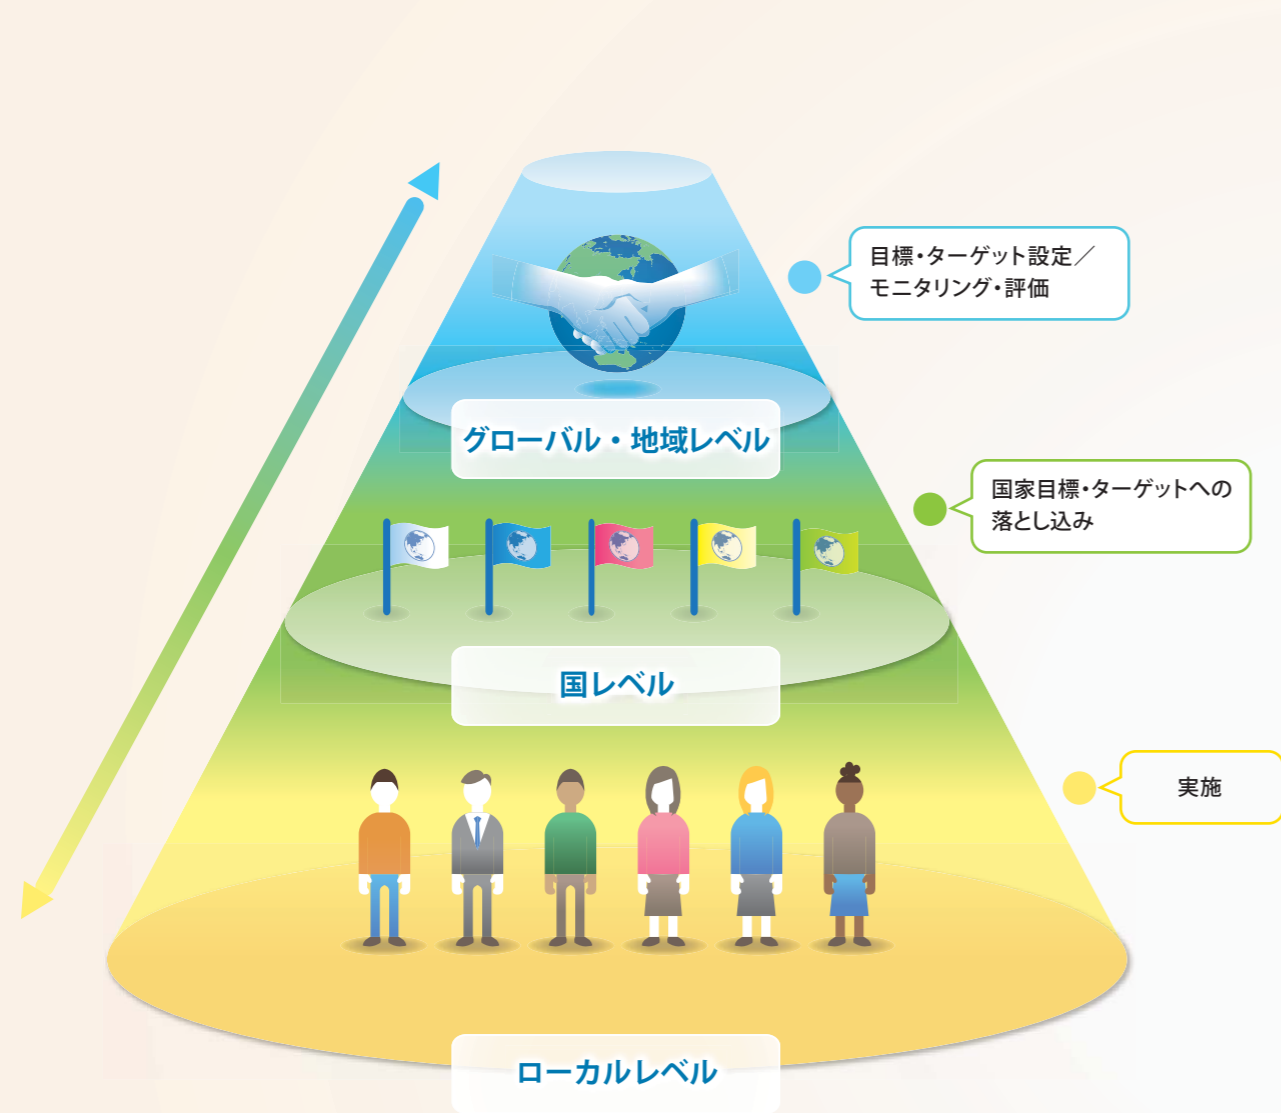 目標・ターゲット設定／
モニタリング・評価
グローバル・地域レベル
国家目標・ターゲットへの
落とし込み
国レベル
実施
ローカルレベル